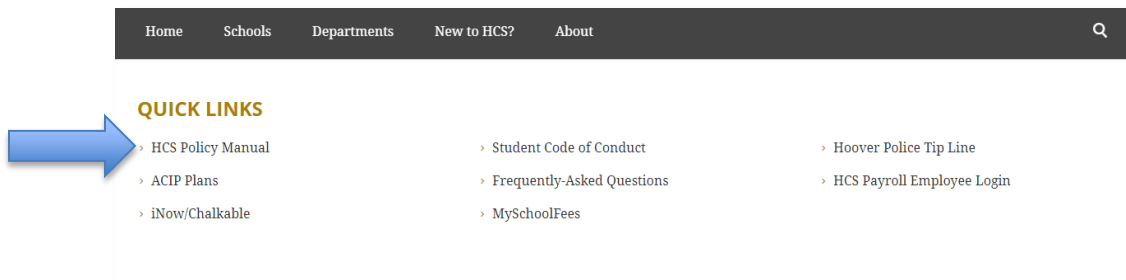 Home Schools Departments New to HCS? About
QUICK LINKS
› HCS Policy Manual › Student Code of Conduct › Hoover Police Tip Line
› ACIP Plans › Frequently-Asked Questions › HCS Payroll Employee Login
› iNow/Chalkable › MySchoolFees